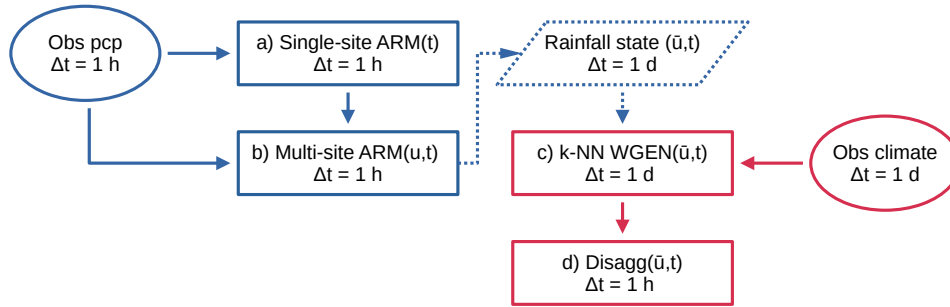 Obs pcp
Δt = 1 h
a) Single-site ARM(t)
Δt = 1 h
Rainfall state (ū,t)
Δt = 1 d
b) Multi-site ARM(u,t)
Δt = 1 h
c) k-NN WGEN(ū,t)
Δt = 1 d
Obs climate
Δt = 1 d
d) Disagg(ū,t)
Δt = 1 h